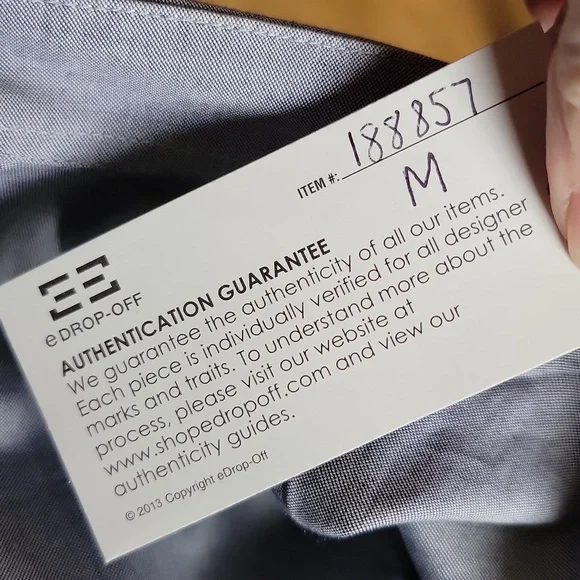 ITEM #: 188857
M
eDROP-OFF
AUTHENTICATION GUARANTEE
We guarantee the authenticity of all our items.
Each piece is individually verified for all designer
marks and traits. To understand more about the
process, please visit our website at
www.shopedropoff.com and view our
authenticity guides.
© 2013 Copyright eDrop-Off